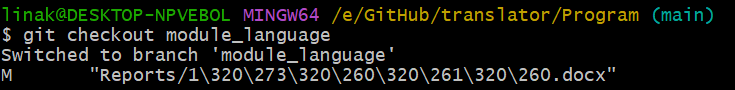 linak@DESKTOP-NPVEBOL MINGW64 /e/GitHub/translator/Program (main)
$ git checkout module_language
Switched to branch 'module_language'
M       "Reports/1\320\273\320\260\320\261\320\260.docx"